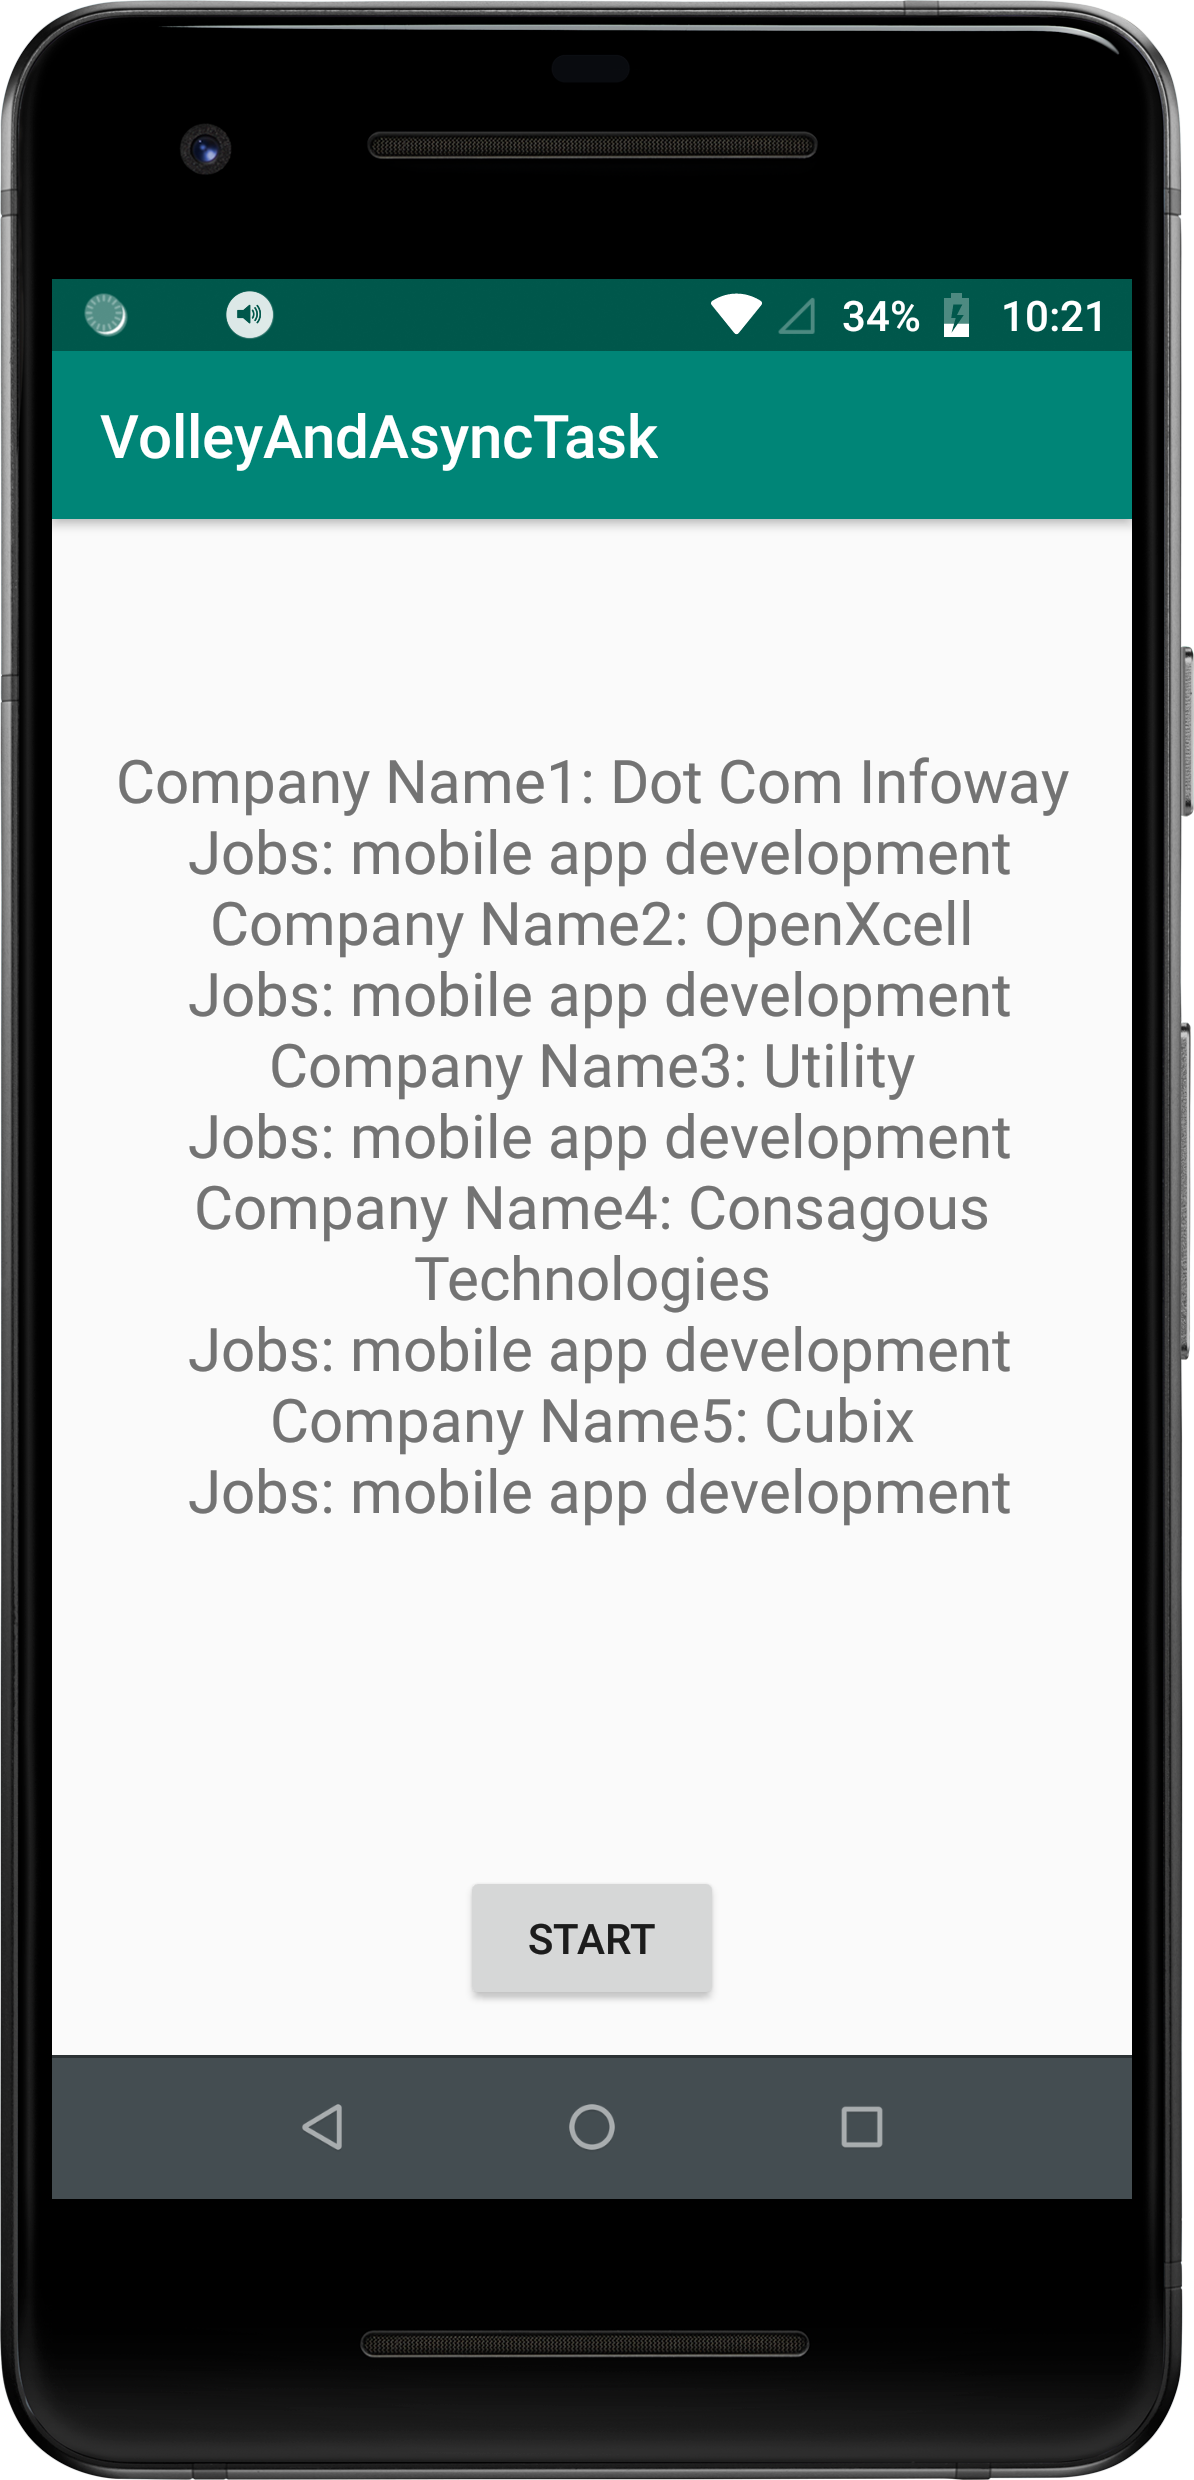 34% 10:21
VolleyAndAsyncTask
Company Name1: Dot Com Infoway
Jobs: mobile app development
Company Name2: OpenXcell
Jobs: mobile app development
Company Name3: Utility
Jobs: mobile app development
Company Name4: Consagous
Technologies
Jobs: mobile app development
Company Name5: Cubix
Jobs: mobile app development
START